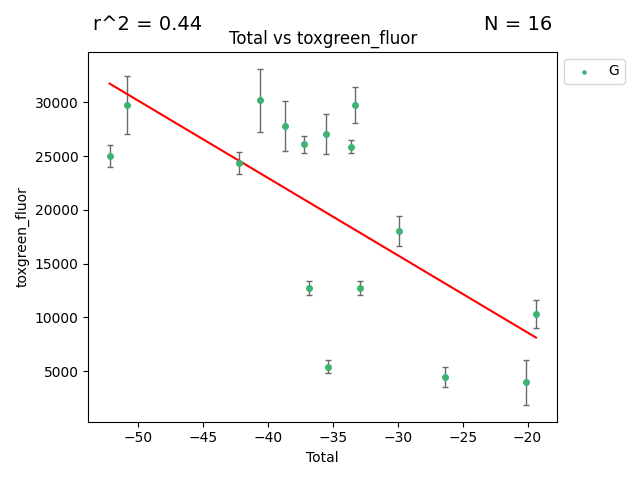 r^2 = 0.44
N = 16
Total vs toxgreen_fluor
G
30000
25000
20000
15000
10000
5000
toxgreen_fluor
−50
−45
−40
−35
−30
−25
−20
Total